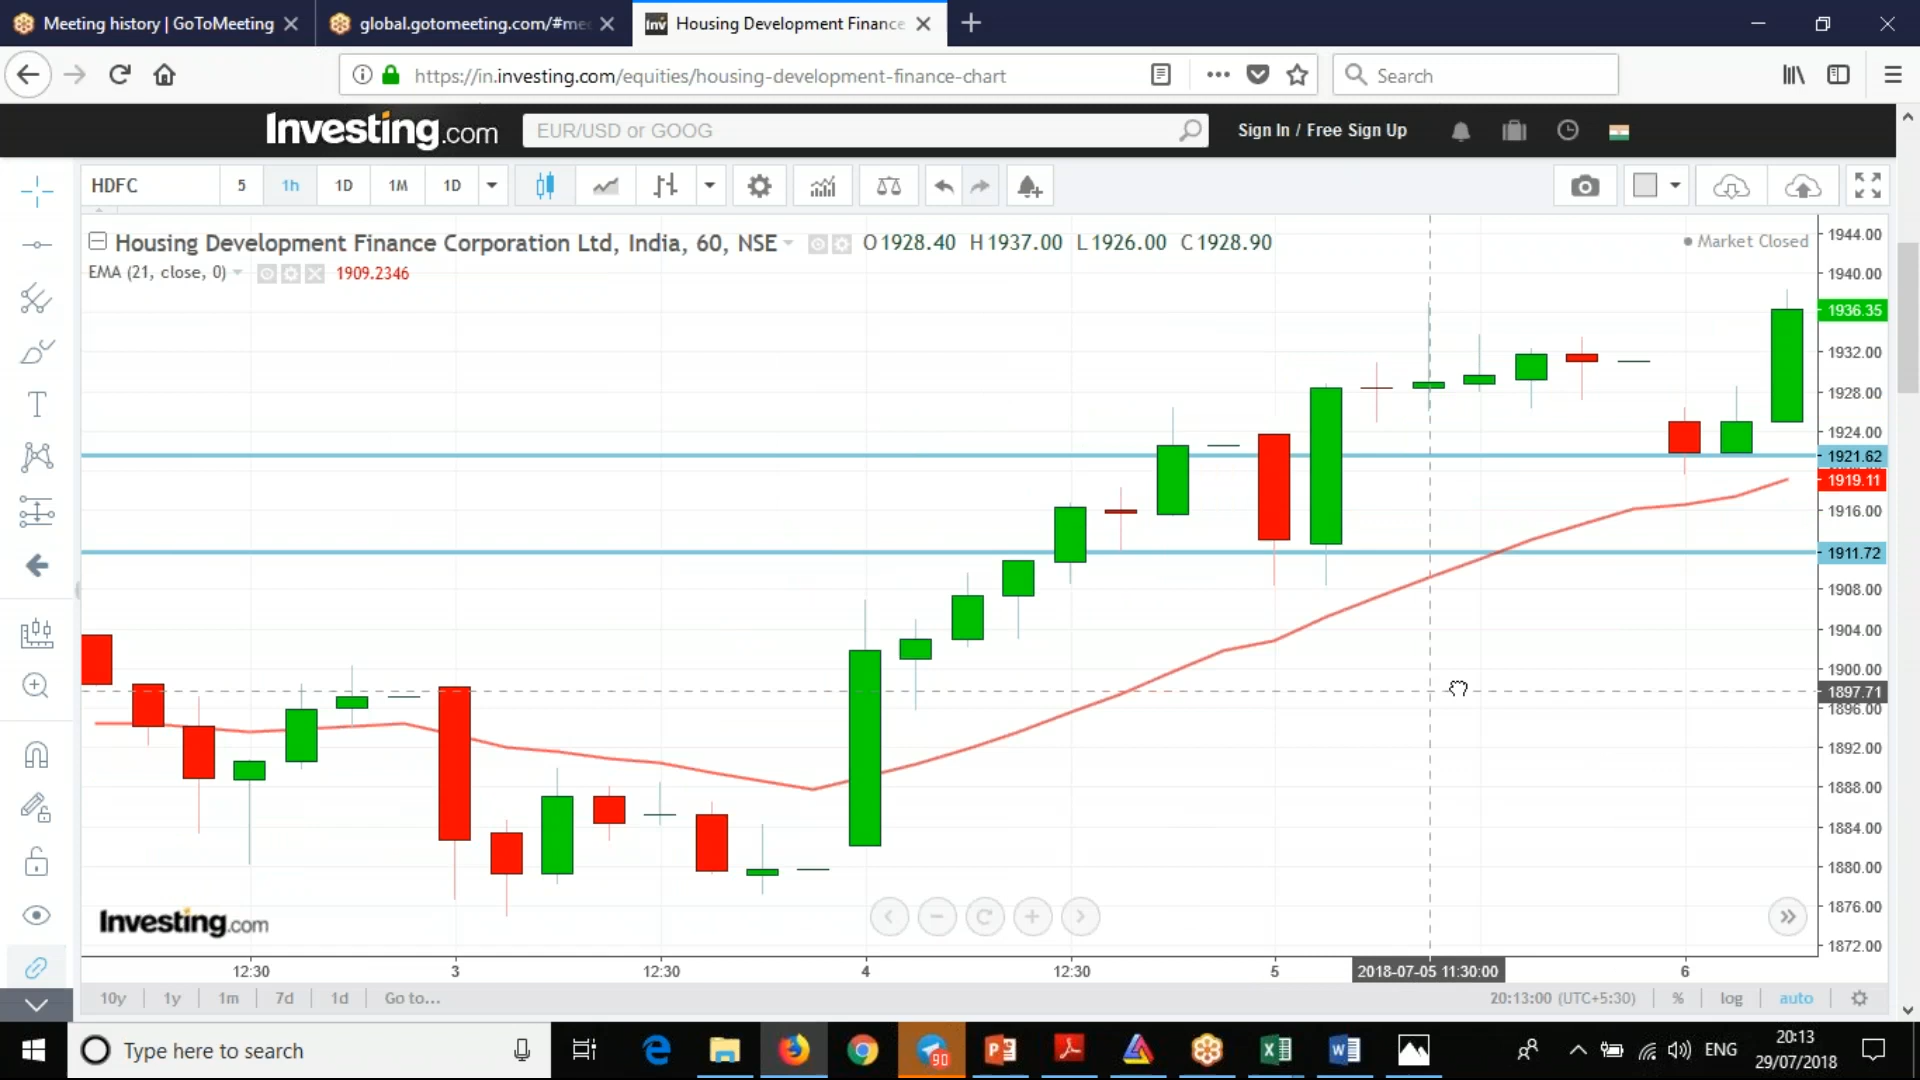 Meeting history | GoToMeeting
global.gotomeeting.com/#me
Housing Development Finance
https://in.investing.com/equities/housing-development-finance-chart
Search
Investing.com
EUR/USD or GOOG
Sign In / Free Sign Up
HDFC 5 1h 1D 1M 1D
Housing Development Finance Corporation Ltd, India, 60, NSE O1928.40 H1937.00 L1926.00 C1928.90
Market Closed
EMA (21, close, 0) 1909.2346
1944.00
1940.00
1936.35
1932.00
1928.00
1924.00
1921.62
1919.11
1916.00
1911.72
1908.00
1904.00
1900.00
1897.71
1896.00
1892.00
1888.00
1884.00
1880.00
1876.00
1872.00
Investing.com
12:30 3 12:30 4 12:30 5 2018-07-05 11:30:00 6
10y 1y 1m 7d 1d Go to... 20:13:00 (UTC+5:30) % log auto
Type here to search
90
ENG
20:13
29/07/2018